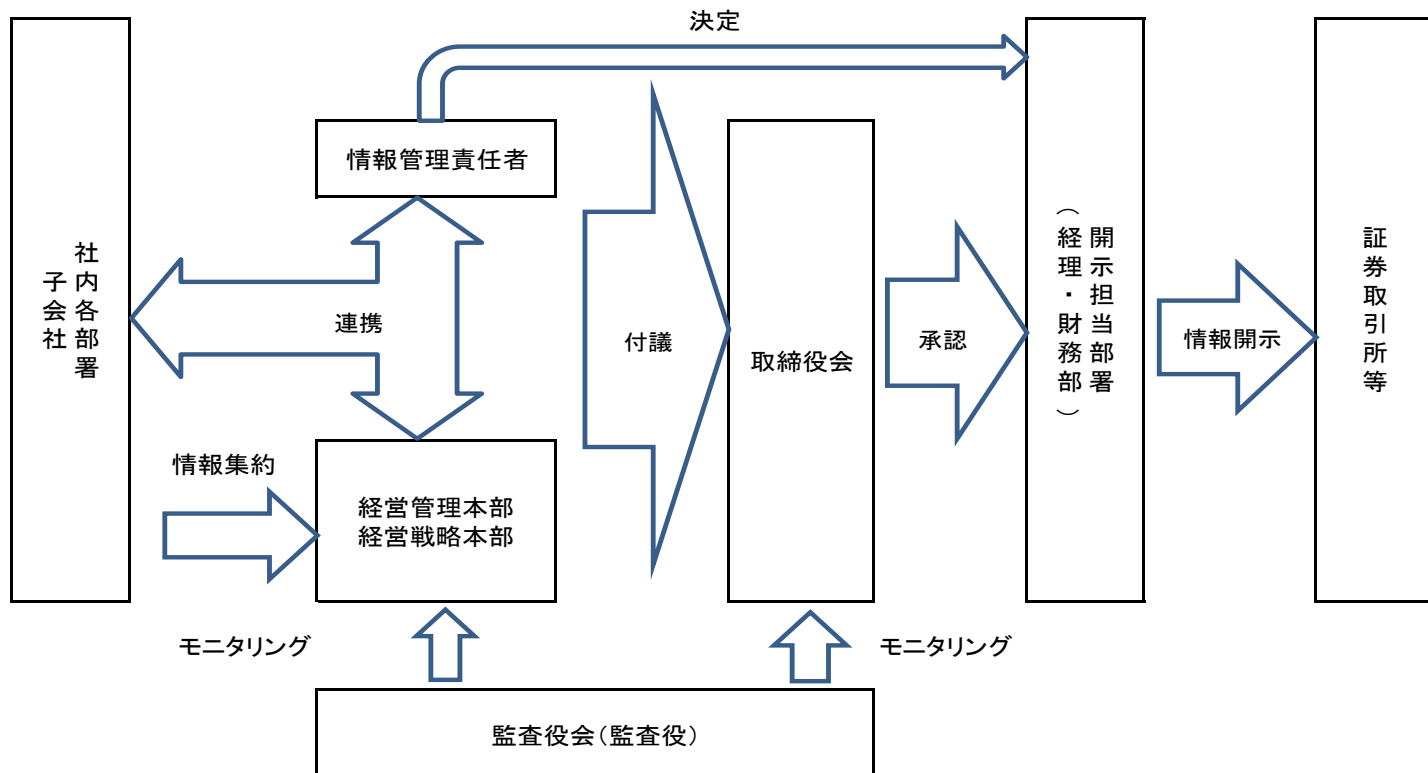 決定
情報管理責任者
社内各部署
子会社
連携
付議
取締役会
承認
開示担当部署
（経理・財務部）
情報開示
証券取引所等
情報集約
経営管理本部
経営戦略本部
モニタリング
モニタリング
監査役会（監査役）